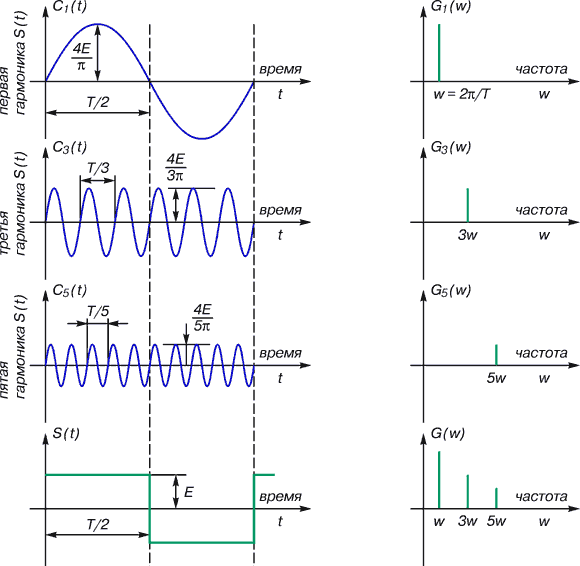 C₁(t)
G₁(w)
первая
гармоника S(t)
4E
π
время
t
T/2
частота
w = 2π/T
w
C₃(t)
G₃(w)
третья
гармоника S(t)
T/3
4E
3π
время
t
частота
3w
w
C₅(t)
G₅(w)
пятая
гармоника S(t)
T/5
4E
5π
время
t
частота
5w
w
S(t)
G(w)
E
время
t
T/2
частота
w
3w
5w
w